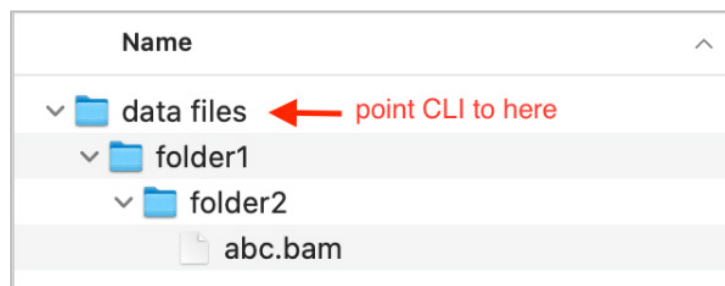 Name
data files point CLI to here
folder1
folder2
abc.bam